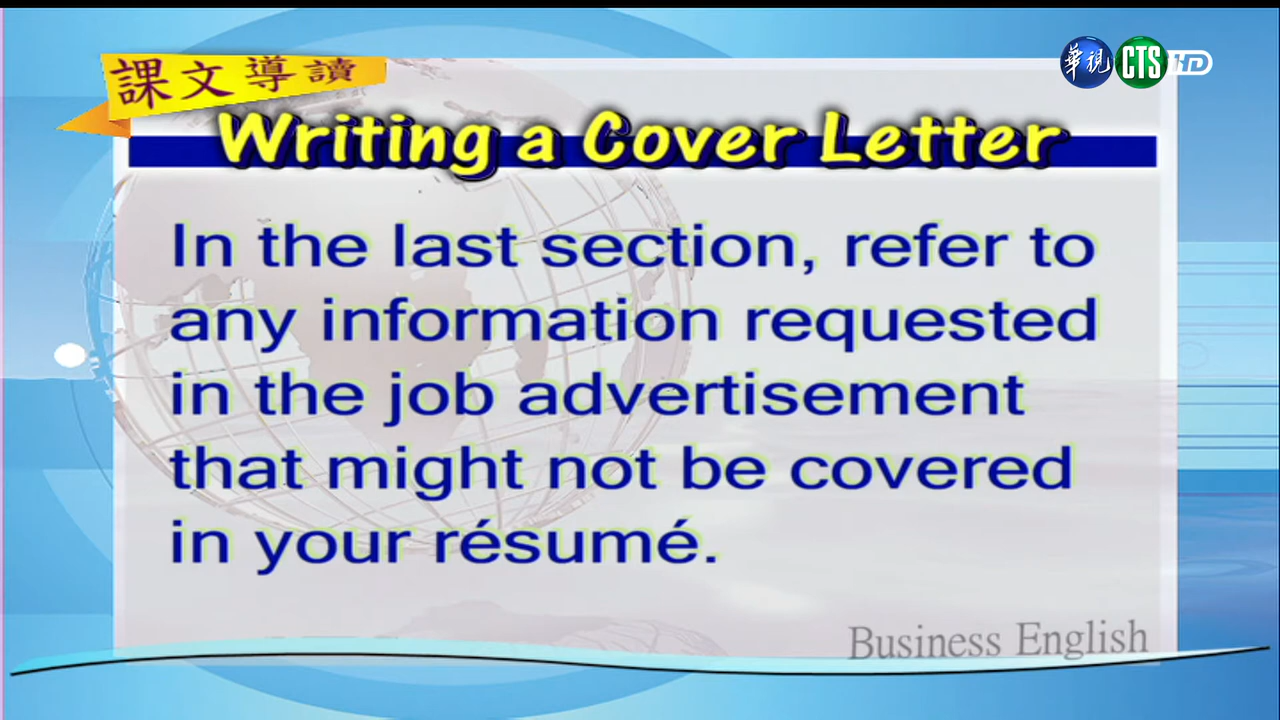 課文導讀
華視 CTS HD
Writing a Cover Letter
In the last section, refer to
any information requested
in the job advertisement
that might not be covered
in your résumé.
Business English